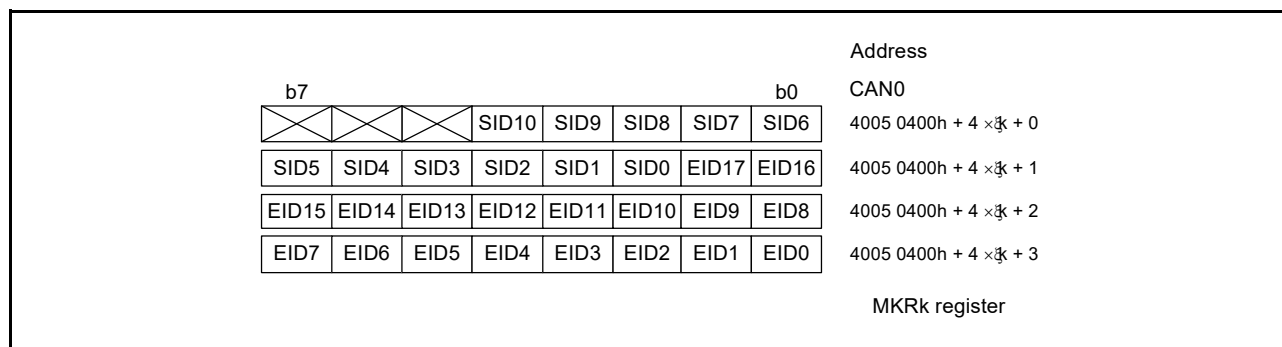 Address
b7 b0 CAN0
SID10 SID9 SID8 SID7 SID6 4005 0400h + 4 × k + 0
SID5 SID4 SID3 SID2 SID1 SID0 EID17 EID16 4005 0400h + 4 × k + 1
EID15 EID14 EID13 EID12 EID11 EID10 EID9 EID8 4005 0400h + 4 × k + 2
EID7 EID6 EID5 EID4 EID3 EID2 EID1 EID0 4005 0400h + 4 × k + 3
MKRk register